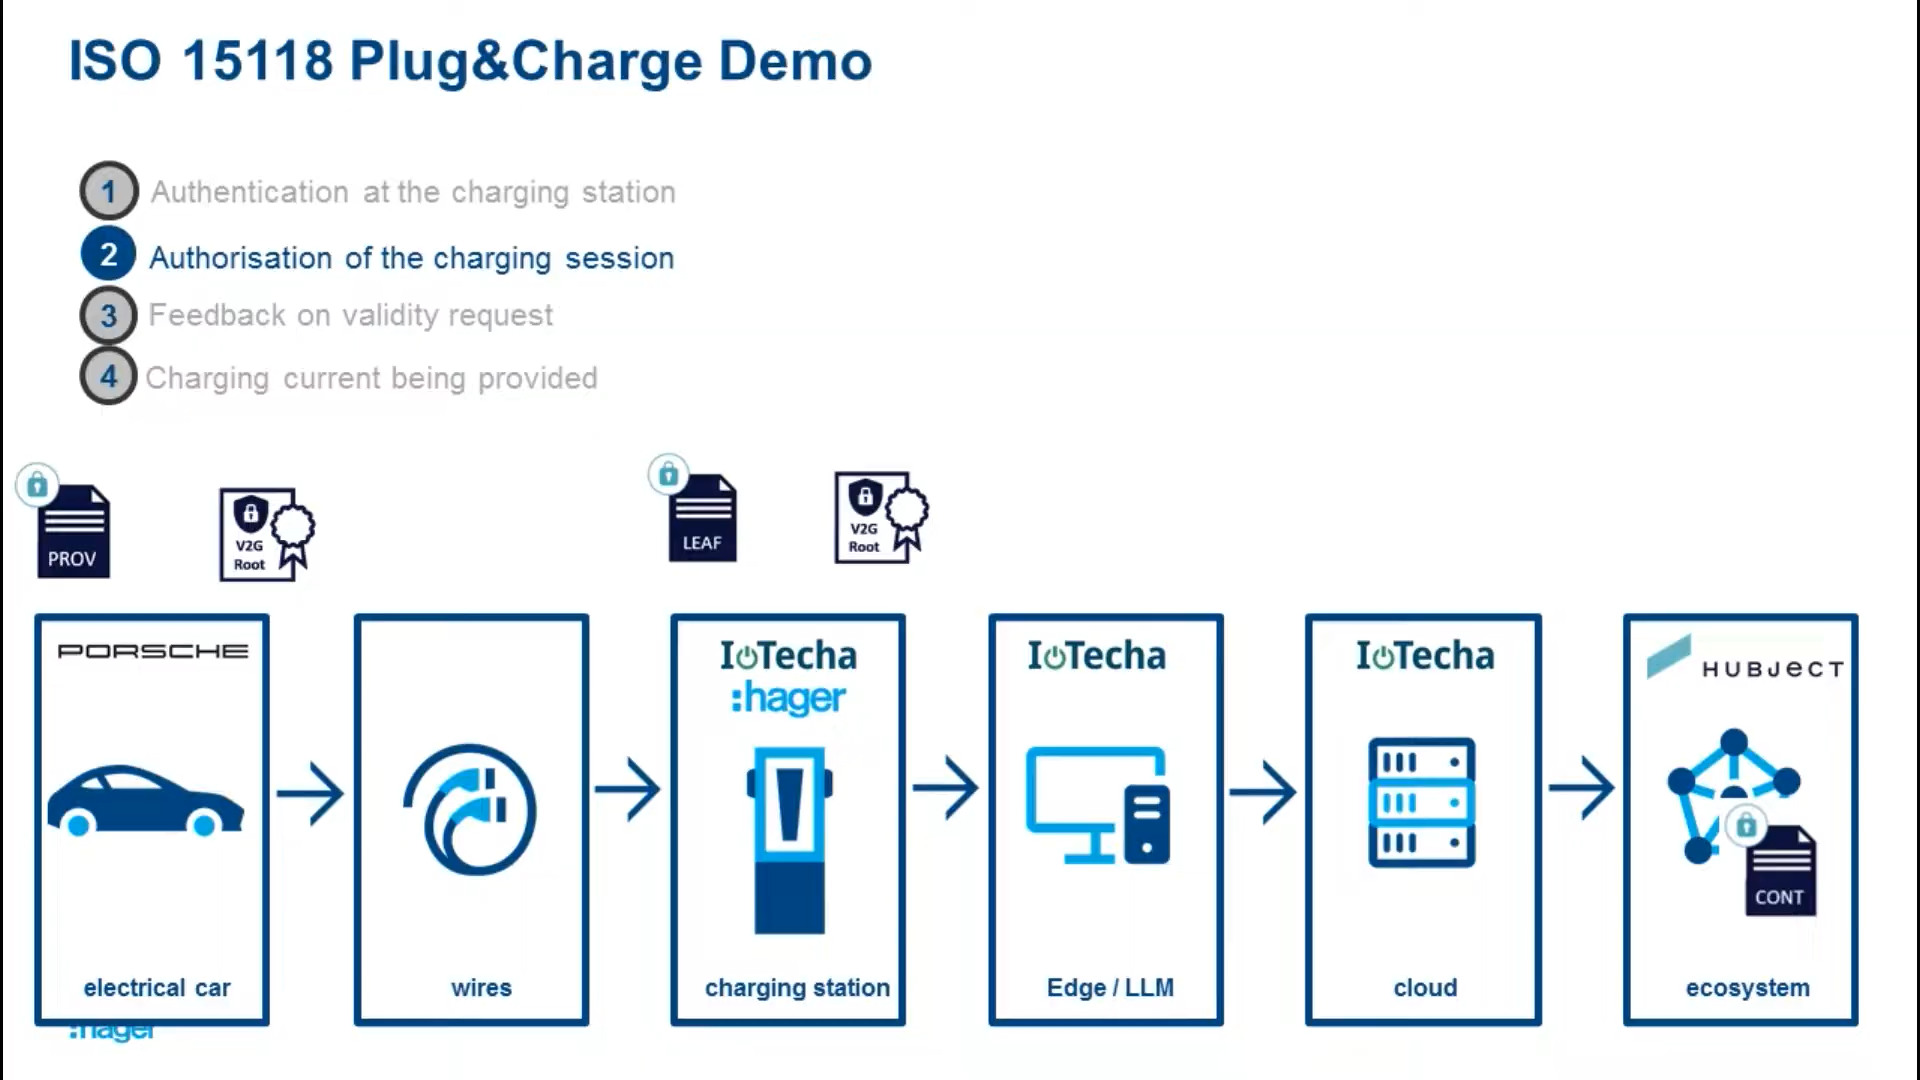 ISO 15118 Plug&Charge Demo
1 Authentication at the charging station
2 Authorisation of the charging session
3 Feedback on validity request
4 Charging current being provided
PROV
V2G
Root
LEAF
V2G
Root
PORSCHE
IoTecha
:hager
IoTecha
IoTecha
HUBJECT
CONT
electrical car
wires
charging station
Edge / LLM
cloud
ecosystem
:hager